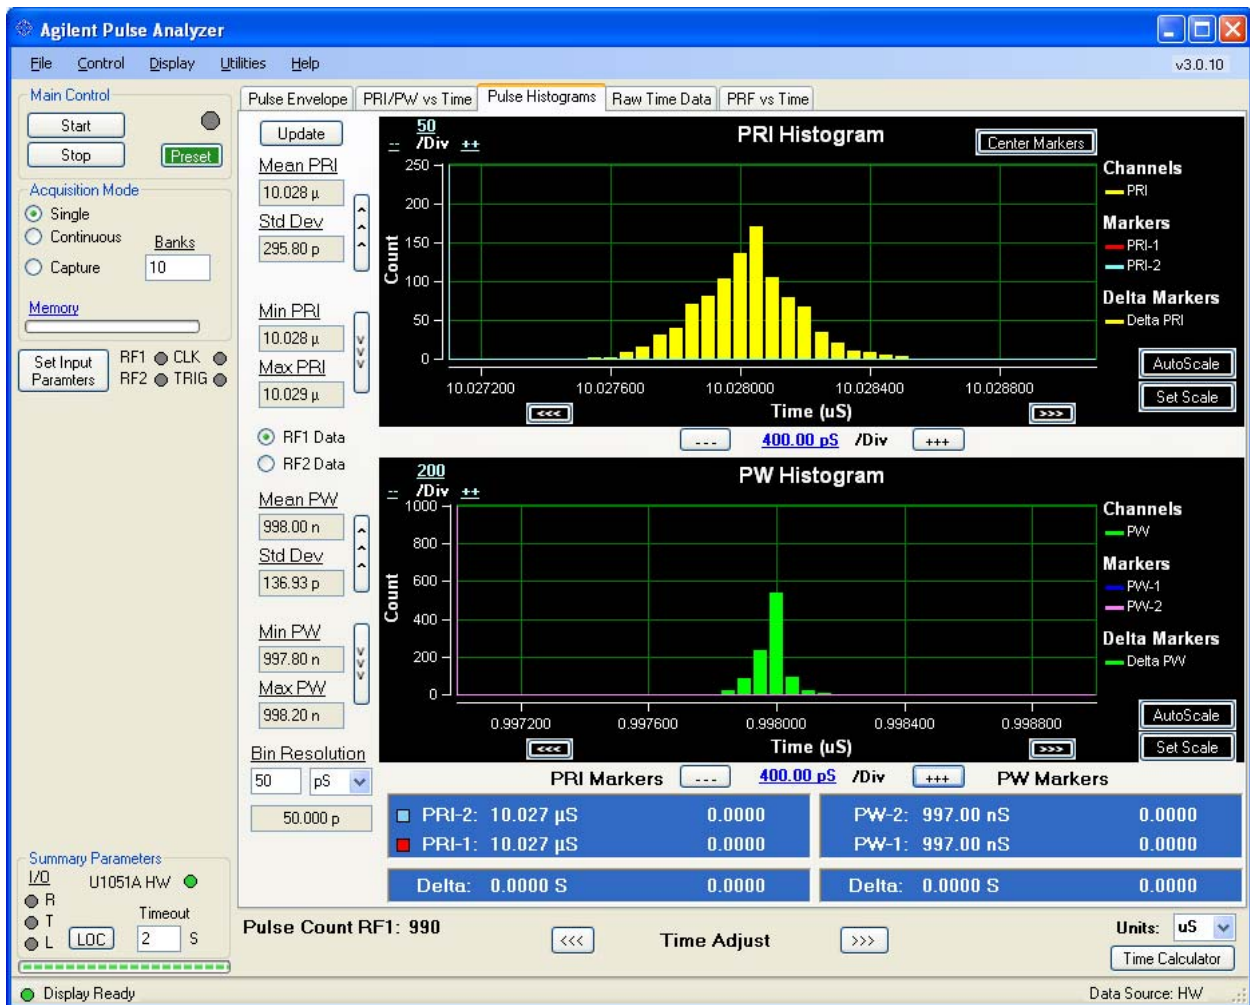 Agilent Pulse Analyzer
File Control Display Utilities Help v3.0.10
Main Control
Start
Stop Preset
Acquisition Mode
Single
Continuous
Capture
Banks
10
Memory
Set Input Paramters
RF1 CLK
RF2 TRIG
Pulse Envelope PRI/PW vs Time Pulse Histograms Raw Time Data PRF vs Time
Update
Mean PRI
10.028 µ
Std Dev
295.80 p
^ ^ ^
Min PRI
10.028 µ
Max PRI
10.029 µ
v v v
RF1 Data
RF2 Data
Mean PW
998.00 n
Std Dev
136.93 p
^ ^ ^
Min PW
997.80 n
Max PW
998.20 n
v v v
Bin Resolution
50 pS
50.000 p
50
-- /Div ++
PRI Histogram
Center Markers
250
200
150
100
50
0
Count
10.027200 10.027600 10.028000 10.028400 10.028800
<<< Time (uS) >>>
Channels
PRI
Markers
PRI-1
PRI-2
Delta Markers
Delta PRI
AutoScale
Set Scale
--- 400.00 pS /Div +++
200
-- /Div ++
PW Histogram
1000
800
600
400
200
0
Count
0.997200 0.997600 0.998000 0.998400 0.998800
<<< Time (uS) >>>
Channels
PW
Markers
PW-1
PW-2
Delta Markers
Delta PW
AutoScale
Set Scale
PRI Markers --- 400.00 pS /Div +++ PW Markers
PRI-2: 10.027 µS 0.0000
PRI-1: 10.027 µS 0.0000
Delta: 0.0000 S 0.0000
PW-2: 997.00 nS 0.0000
PW-1: 997.00 nS 0.0000
Delta: 0.0000 S 0.0000
Summary Parameters
I/O U1051A HW
R
T
L
LOC
Timeout
2 S
Pulse Count RF1: 990
<<< Time Adjust >>>
Units: uS
Time Calculator
Display Ready
Data Source: HW